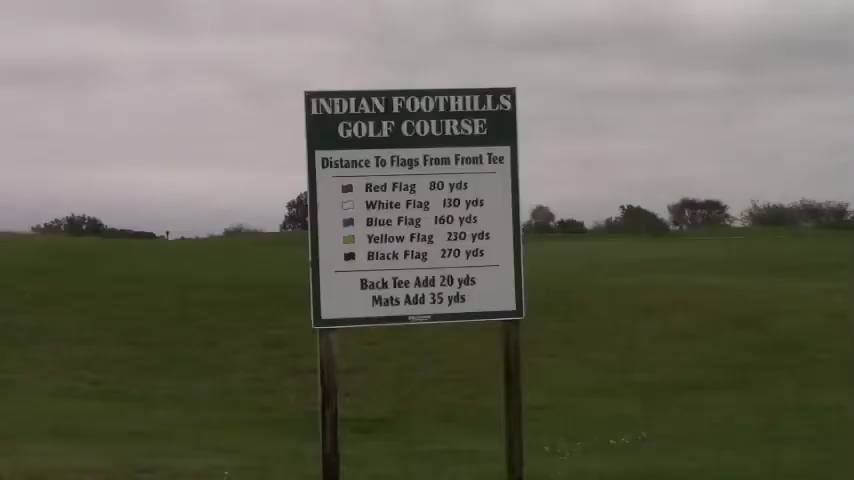 INDIAN FOOTHILLS
GOLF COURSE
Distance To Flags From Front Tee
Red Flag 80 yds
White Flag 130 yds
Blue Flag 160 yds
Yellow Flag 230 yds
Black Flag 270 yds
Back Tee Add 20 yds
Mats Add 35 yds